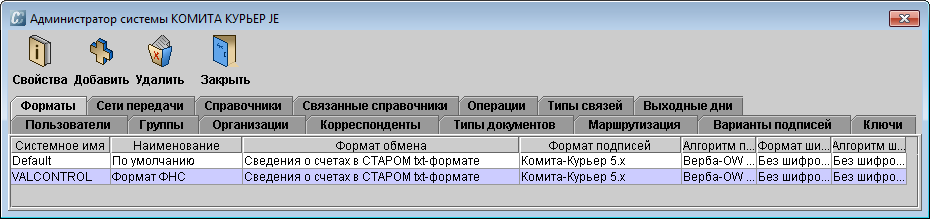 Администратор системы КОМИТА КУРЬЕР JE
Свойства Добавить Удалить Закрыть
Форматы Сети передачи Справочники Связанные справочники Операции Типы связей Выходные дни
Пользователи Группы Организации Корреспонденты Типы документов Маршрутизация Варианты подписей Ключи
Системное имя Наименование Формат обмена Формат подписей Алгоритм п... Формат ши... Алгоритм ш...
Default По умолчанию Сведения о счетах в СТАРОМ txt-формате Комита-Курьер 5.x Верба-OW ... Без шифро... Без шифро...
VALCONTROL Формат ФНС Сведения о счетах в СТАРОМ txt-формате Комита-Курьер 5.x Верба-OW ... Без шифро... Без шифро...